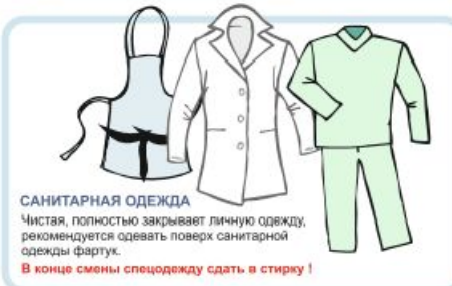 САНИТАРНАЯ ОДЕЖДА
Чистая, полностью закрывает личную одежду,
рекомендуется одевать поверх санитарной
одежды фартук.
В конце смены спецодежду сдать в стирку !